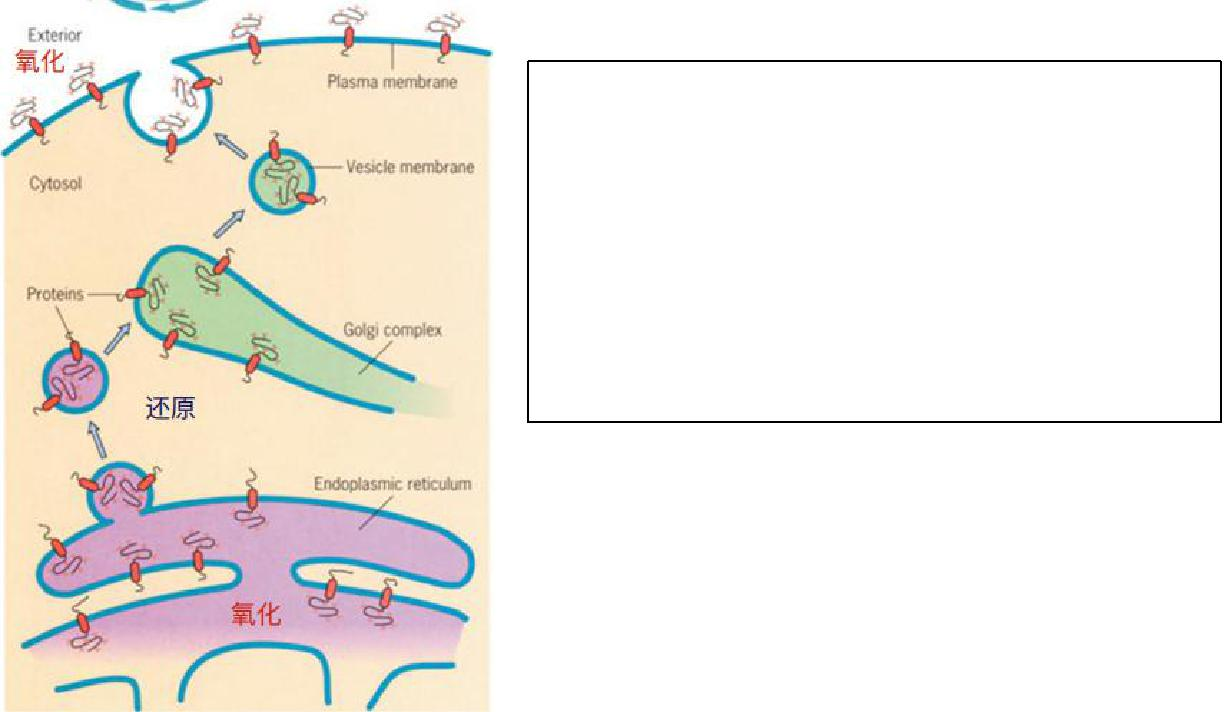 Exterior
氧化
Plasma membrane
Vesicle membrane
Cytosol
Proteins
Golgi complex
还原
Endoplasmic reticulum
氧化